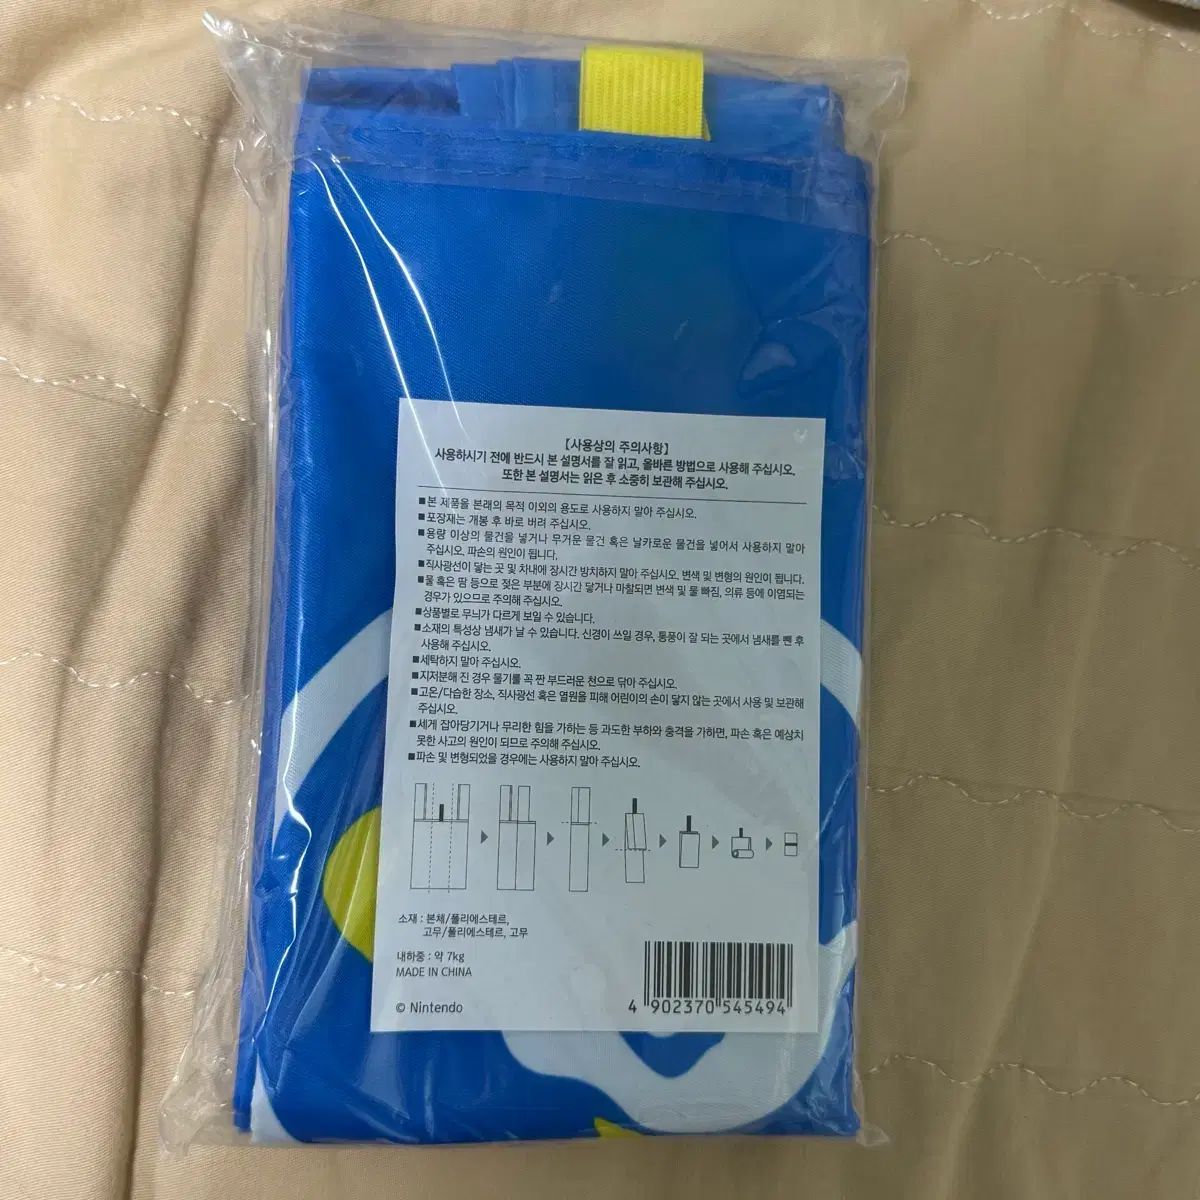 【사용상의 주의사항】
사용하시기 전에 반드시 본 설명서를 잘 읽고, 올바른 방법으로 사용해 주십시오.
또한 본 설명서는 읽은 후 소중히 보관해 주십시오.
■본 제품을 본래의 목적 이외의 용도로 사용하지 말아 주십시오.
■포장재는 개봉 후 바로 버려 주십시오.
■용량 이상의 물건을 넣거나 무거운 물건 혹은 날카로운 물건을 넣어서 사용하지 말아
주십시오. 파손의 원인이 됩니다.
■직사광선이 닿는 곳 및 차내에 장시간 방치하지 말아 주십시오. 변색 및 변형의 원인이 됩니다.
■물 혹은 땀 등으로 젖은 부분에 장시간 닿거나 마찰되면 변색 및 물 빠짐, 의류 등에 이염되는
경우가 있으므로 주의해 주십시오.
■상품별로 무늬가 다르게 보일 수 있습니다.
■소재의 특성상 냄새가 날 수 있습니다. 신경이 쓰일 경우, 통풍이 잘 되는 곳에서 냄새를 뺀 후
사용해 주십시오.
■세탁하지 말아 주십시오.
■지저분해 진 경우 물기를 꼭 짠 부드러운 천으로 닦아 주십시오.
■고온/다습한 장소, 직사광선 혹은 열원을 피해 어린이의 손이 닿지 않는 곳에서 사용 및 보관해
주십시오.
■세게 잡아당기거나 무리한 힘을 가하는 등 과도한 부하와 충격을 가하면, 파손 혹은 예상치
못한 사고의 원인이 되므로 주의해 주십시오.
■파손 및 변형되었을 경우에는 사용하지 말아 주십시오.
소재 : 본체/폴리에스테르,
고무/폴리에스테르, 고무
내하중 : 약 7kg
MADE IN CHINA
© Nintendo
4 902370 545494